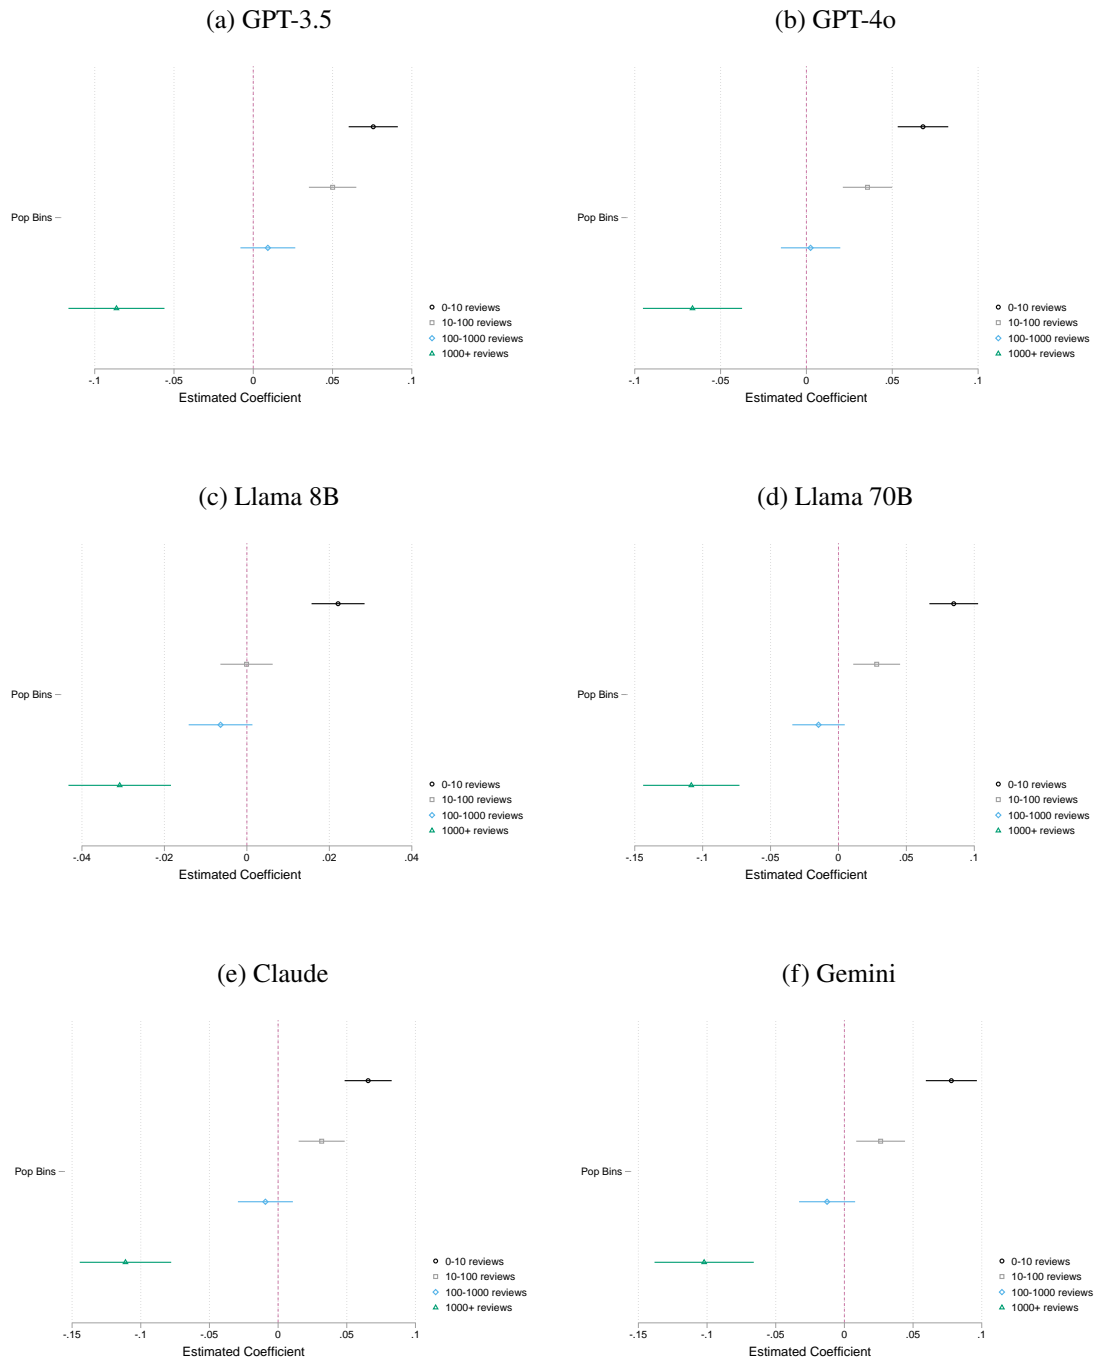 (a) GPT-3.5
Pop Bins
0-10 reviews
10-100 reviews
100-1000 reviews
1000+ reviews
-.1 -.05 0 .05 .1
Estimated Coefficient
(b) GPT-4o
Pop Bins
0-10 reviews
10-100 reviews
100-1000 reviews
1000+ reviews
-.1 -.05 0 .05 .1
Estimated Coefficient
(c) Llama 8B
Pop Bins
0-10 reviews
10-100 reviews
100-1000 reviews
1000+ reviews
-.04 -.02 0 .02 .04
Estimated Coefficient
(d) Llama 70B
Pop Bins
0-10 reviews
10-100 reviews
100-1000 reviews
1000+ reviews
-.15 -.1 -.05 0 .05 .1
Estimated Coefficient
(e) Claude
Pop Bins
0-10 reviews
10-100 reviews
100-1000 reviews
1000+ reviews
-.15 -.1 -.05 0 .05 .1
Estimated Coefficient
(f) Gemini
Pop Bins
0-10 reviews
10-100 reviews
100-1000 reviews
1000+ reviews
-.15 -.1 -.05 0 .05 .1
Estimated Coefficient